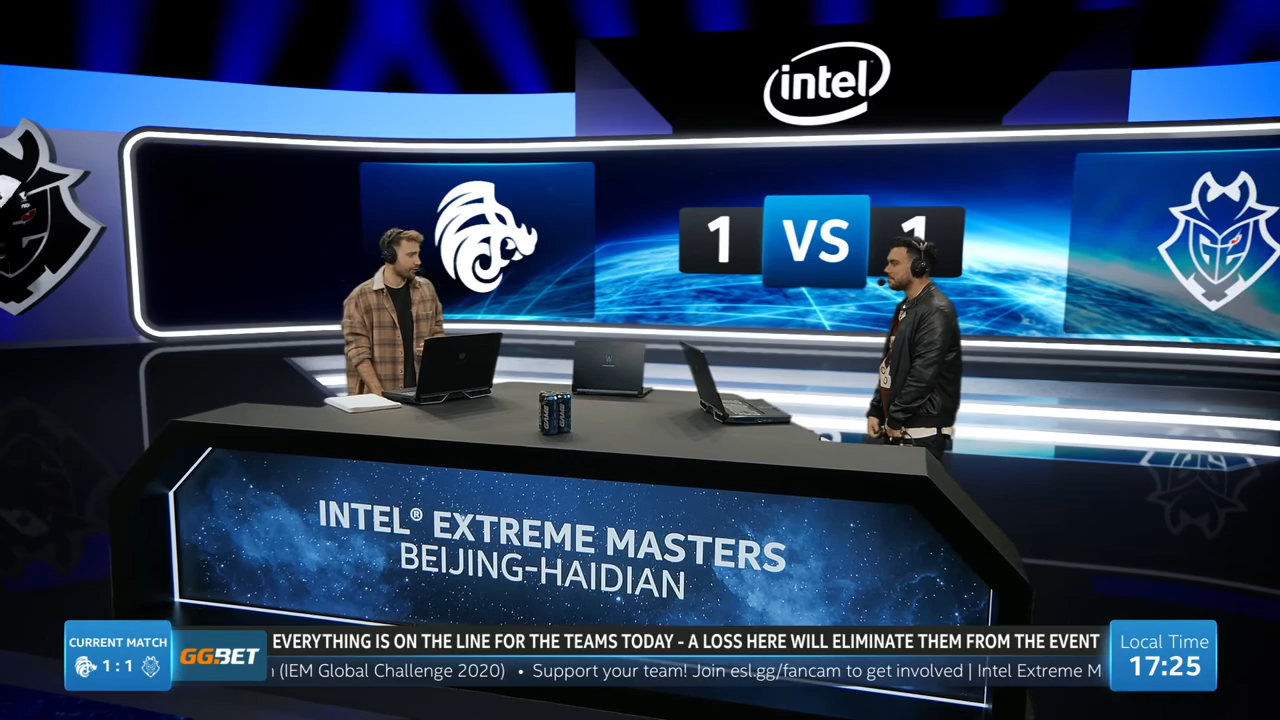 intel
1 VS 1
GAME GAME
INTEL® EXTREME MASTERS
BEIJING-HAIDIAN
CURRENT MATCH
1 : 1
GG.BET
EVERYTHING IS ON THE LINE FOR THE TEAMS TODAY - A LOSS HERE WILL ELIMINATE THEM FROM THE EVENT
(IEM Global Challenge 2020) • Support your team! Join esl.gg/fancam to get involved | Intel Extreme M
Local Time
17:25